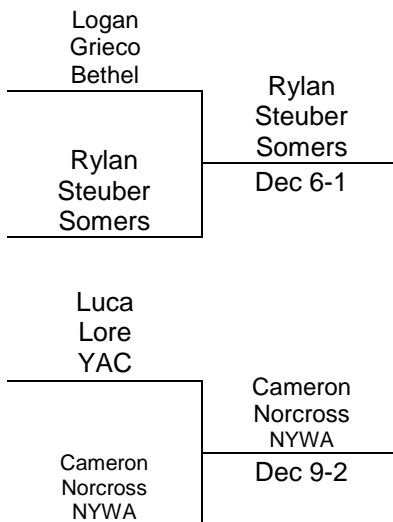 Logan
Grieco
Bethel
Rylan
Steuber
Somers
Rylan
Steuber
Somers
Dec 6-1
Luca
Lore
YAC
Cameron
Norcross
NYWA
Cameron
Norcross
NYWA
Dec 9-2